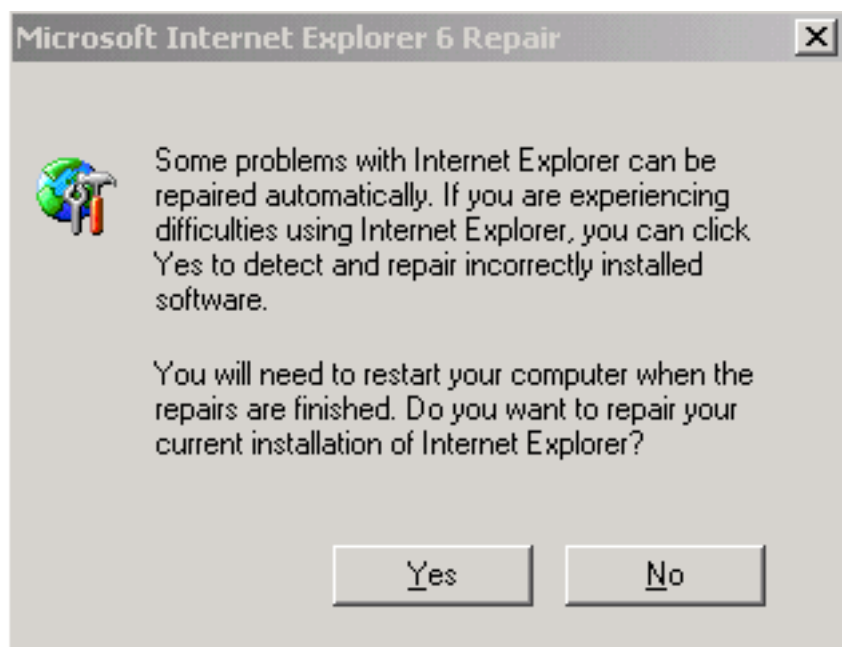 Microsoft Internet Explorer 6 Repair
Some problems with Internet Explorer can be
repaired automatically. If you are experiencing
difficulties using Internet Explorer, you can click
Yes to detect and repair incorrectly installed
software.
You will need to restart your computer when the
repairs are finished. Do you want to repair your
current installation of Internet Explorer?
Yes
No